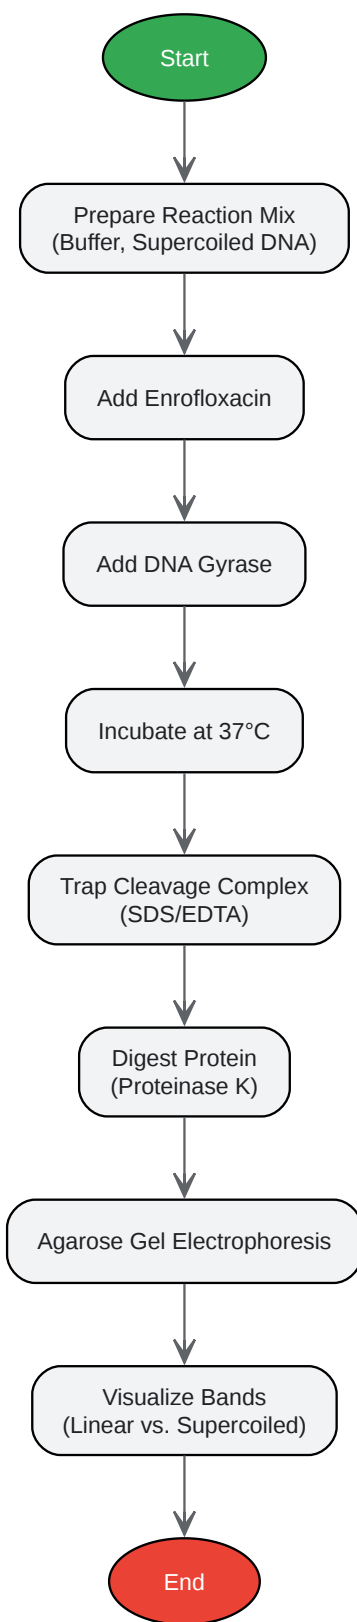 Start
Prepare Reaction Mix
(Buffer, Supercoiled DNA)
Add Enrofloxacin
Add DNA Gyrase
Incubate at 37°C
Trap Cleavage Complex
(SDS/EDTA)
Digest Protein
(Proteinase K)
Agarose Gel Electrophoresis
Visualize Bands
(Linear vs. Supercoiled)
End